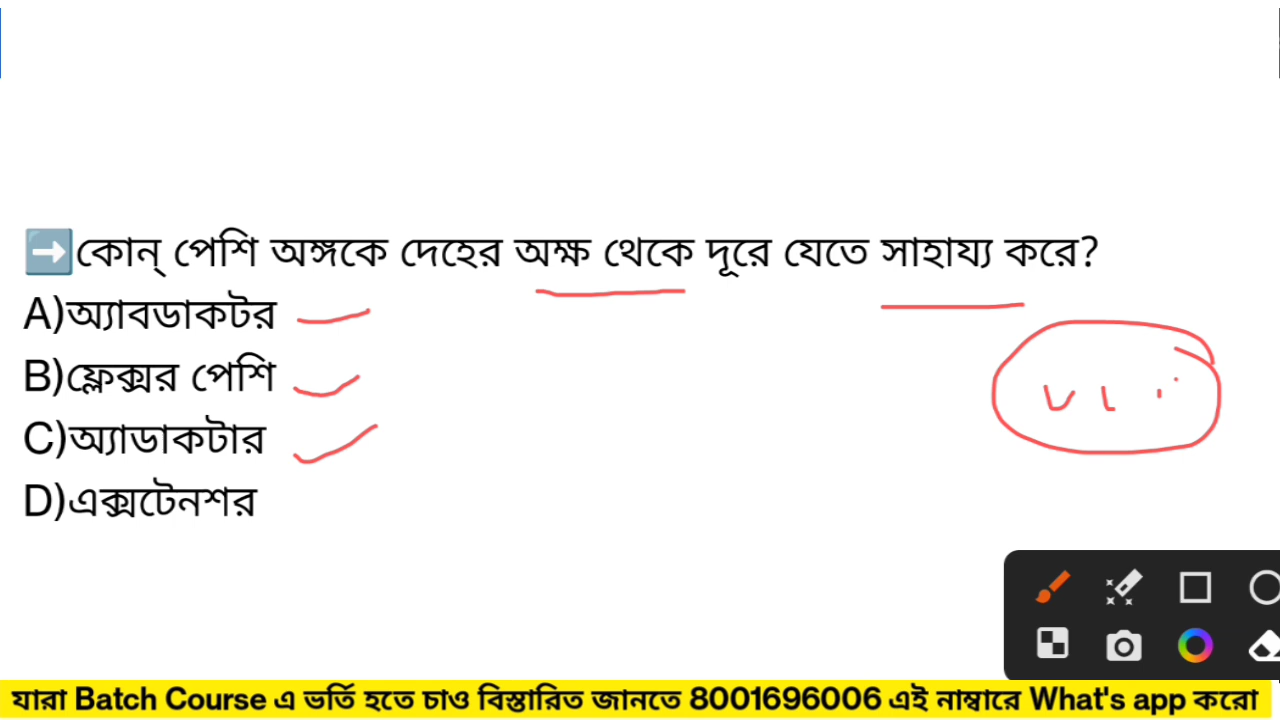 ➡️কোন্ পেশি অঙ্গকে দেহের অক্ষ থেকে দূরে যেতে সাহায্য করে?
A)অ্যাবডাকটর
B)ফ্লেক্সর পেশি
C)অ্যাডাকটার
D)এক্সটেনশর
যারা Batch Course এ ভর্তি হতে চাও বিস্তারিত জানতে 8001696006 এই নাম্বারে What's app করো